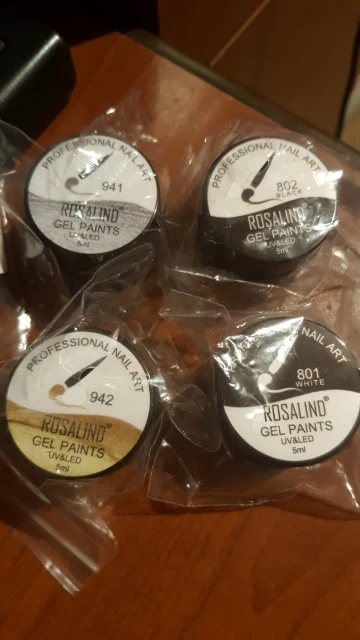 PROFESSIONAL NAIL ART
941
ROSALIND®
GEL PAINTS
UV&LED
5ml
PROFESSIONAL NAIL ART
802
BLACK
ROSALIND®
GEL PAINTS
UV&LED
5ml
PROFESSIONAL NAIL ART
942
ROSALIND®
GEL PAINTS
UV&LED
5ml
PROFESSIONAL NAIL ART
801
WHITE
ROSALIND®
GEL PAINTS
UV&LED
5ml